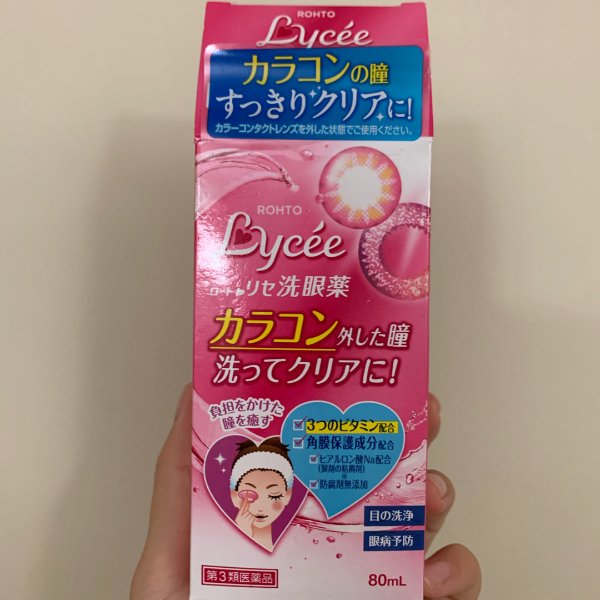 ROHTO
Lycée
カラコンの瞳
すっきりクリアに!
カラーコンタクトレンズを外した状態でご使用ください。
ROHTO
Lycée
ロートリセ洗眼薬
カラコン外した瞳
洗ってクリアに!
負担をかけた
瞳を癒す
3つのビタミン配合
角膜保護成分配合
ヒアルロン酸Na配合
(製剤の粘稠剤)
防腐剤無添加
目の洗浄
眼病予防
第3類医薬品
80mL